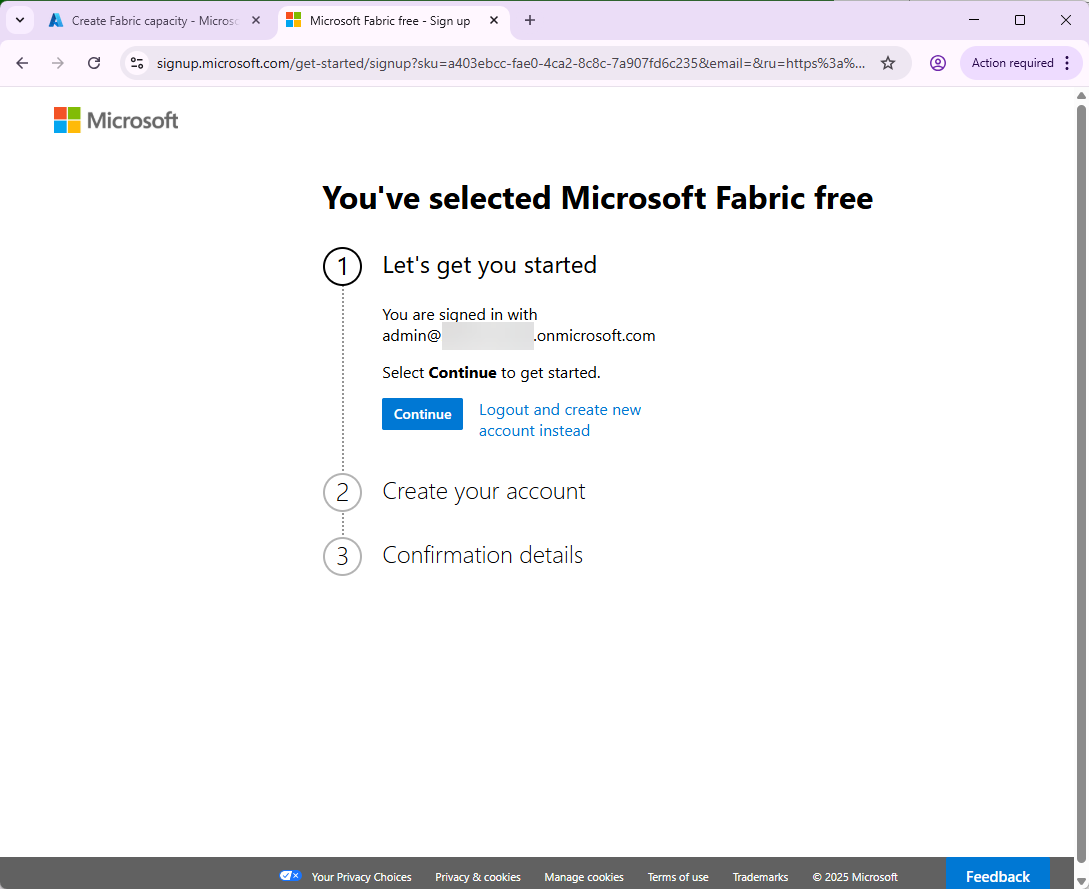 Create Fabric capacity - Micros
Microsoft Fabric free - Sign up
signup.microsoft.com/get-started/signup?sku=a403ebcc-fae0-4ca2-8c8c-7a907fd6c235&email=&ru=https%3a%...
Action required
Microsoft
You've selected Microsoft Fabric free
1 Let's get you started
You are signed in with
admin@ .onmicrosoft.com
Select Continue to get started.
Continue
Logout and create new
account instead
2 Create your account
3 Confirmation details
Your Privacy Choices Privacy & cookies Manage cookies Terms of use Trademarks © 2025 Microsoft
Feedback